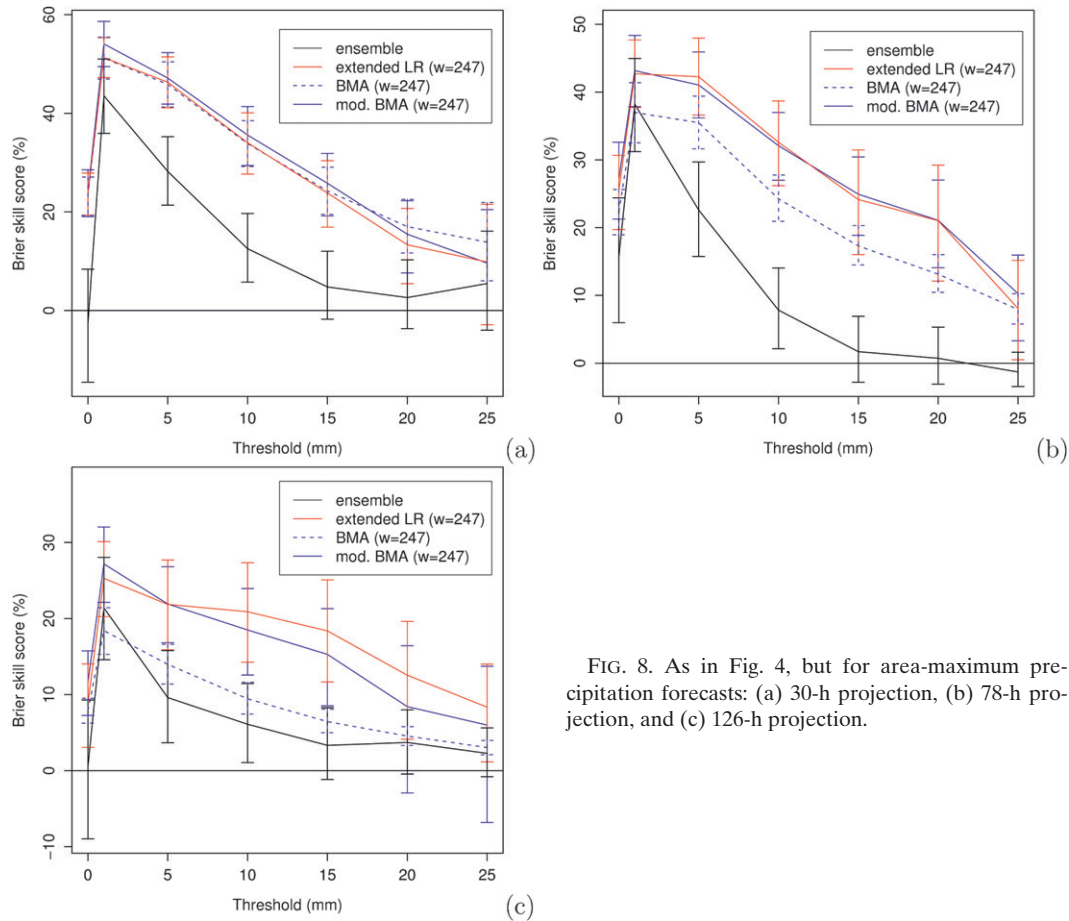 60
40
20
0
Brier skill score (%)
ensemble
extended LR (w=247)
BMA (w=247)
mod. BMA (w=247)
0 5 10 15 20 25
Threshold (mm)
(a)
50
40
30
20
10
0
Brier skill score (%)
ensemble
extended LR (w=247)
BMA (w=247)
mod. BMA (w=247)
0 5 10 15 20 25
Threshold (mm)
(b)
30
20
10
0
−10
Brier skill score (%)
ensemble
extended LR (w=247)
BMA (w=247)
mod. BMA (w=247)
0 5 10 15 20 25
Threshold (mm)
(c)
FIG. 8. As in Fig. 4, but for area-maximum pre-
cipitation forecasts: (a) 30-h projection, (b) 78-h pro-
jection, and (c) 126-h projection.